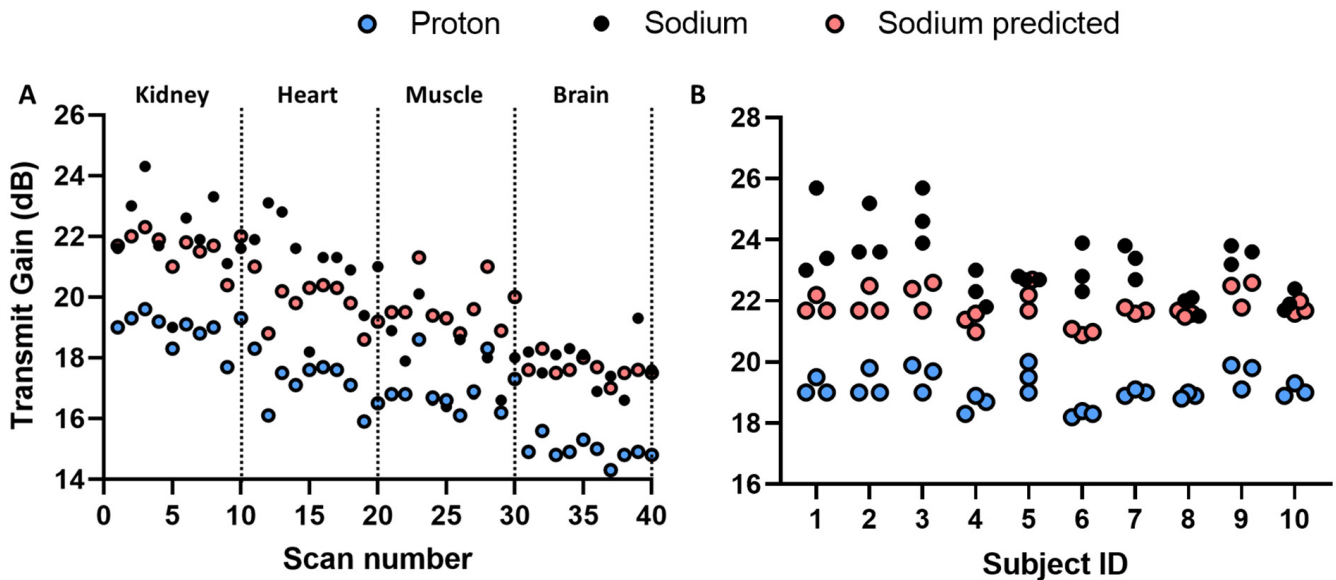 Proton Sodium Sodium predicted
A Kidney Heart Muscle Brain B
26
24
22
20
18
16
14
Transmit Gain (dB)
0 5 10 15 20 25 30 35 40
Scan number
28
26
24
22
20
18
16
1 2 3 4 5 6 7 8 9 10
Subject ID